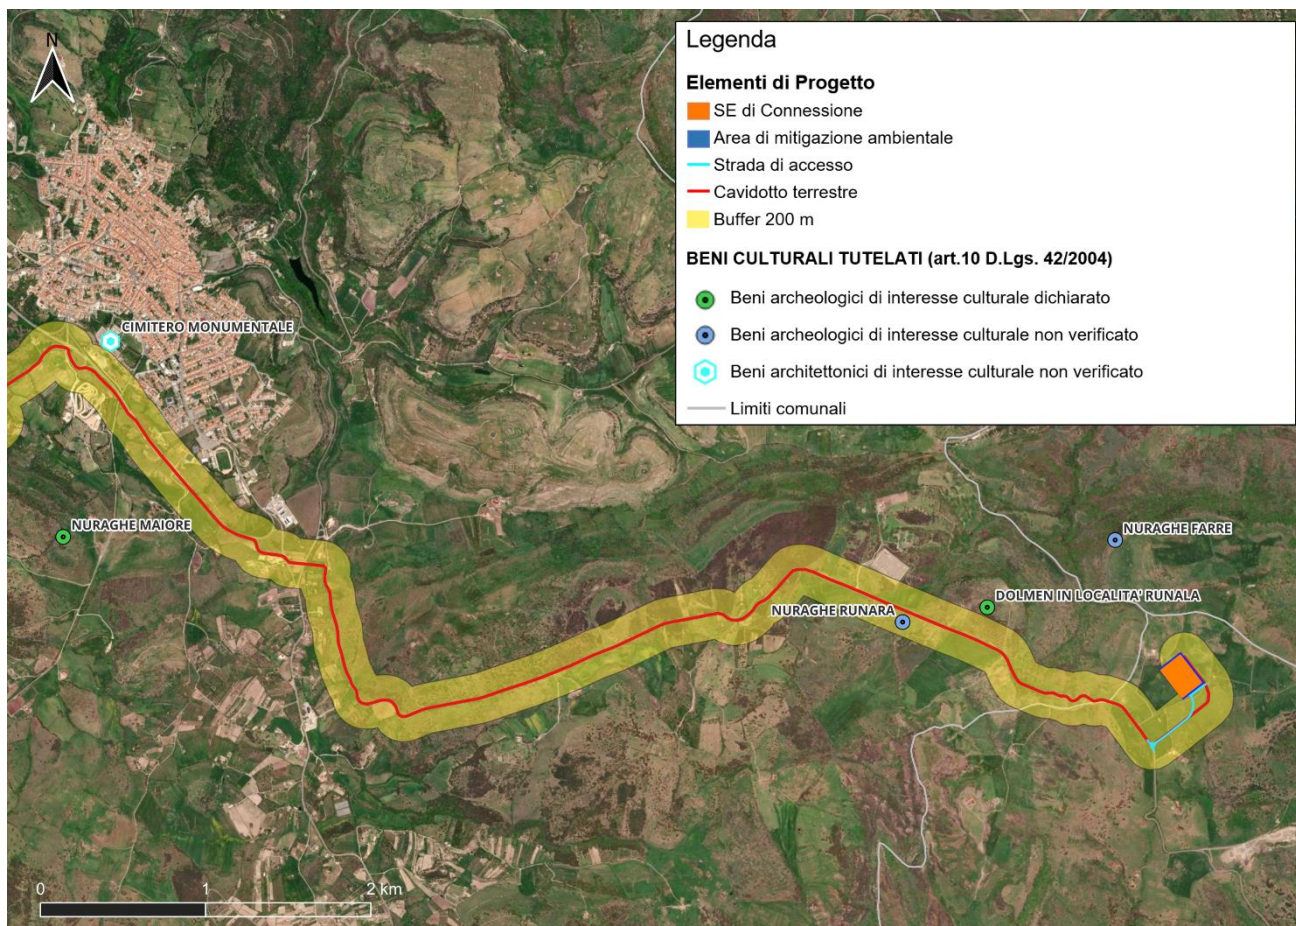 N
Legenda
Elementi di Progetto
SE di Connessione
Area di mitigazione ambientale
Strada di accesso
Cavidotto terrestre
Buffer 200 m
BENI CULTURALI TUTELATI (art.10 D.Lgs. 42/2004)
Beni archeologici di interesse culturale dichiarato
Beni archeologici di interesse culturale non verificato
Beni architettonici di interesse culturale non verificato
Limiti comunali
CIMITERO MONUMENTALE
NURAGHE MAIORE
NURAGHE FARRE
DOLMEN IN LOCALITA' RUNALA
NURAGHE RUNARA
0 1 2 km